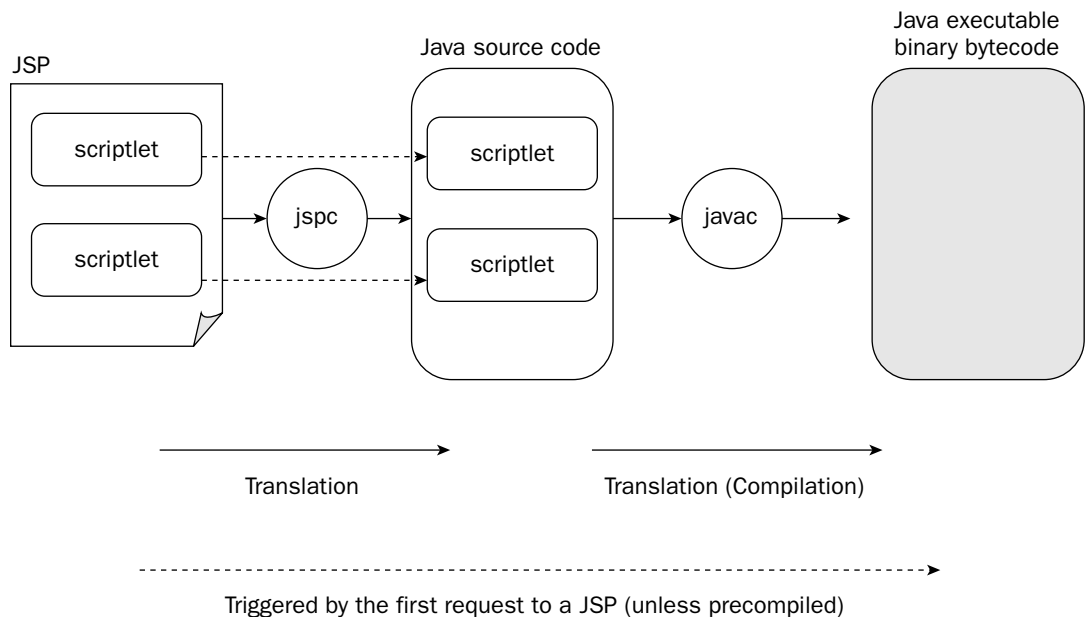 JSP
scriptlet
scriptlet
jspc
Java source code
scriptlet
scriptlet
javac
Java executable
binary bytecode
Translation
Translation (Compilation)
Triggered by the first request to a JSP (unless precompiled)